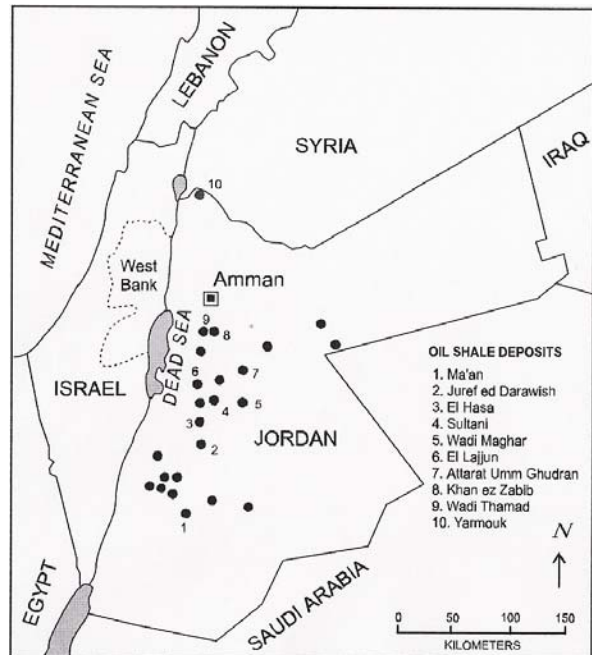 MEDITERRANEAN SEA
LEBANON
SYRIA
IRAQ
10
West
Bank
Amman
DEAD SEA
9
8
6
7
4
5
3
2
1
ISRAEL
JORDAN
EGYPT
SAUDI ARABIA
OIL SHALE DEPOSITS
1. Ma'an
2. Juref ed Darawish
3. El Hasa
4. Sultani
5. Wadi Maghar
6. El Lajjun
7. Attarat Umm Ghudran
8. Khan ez Zabib
9. Wadi Thamad
10. Yarmouk
N
0 50 100 150
KILOMETERS